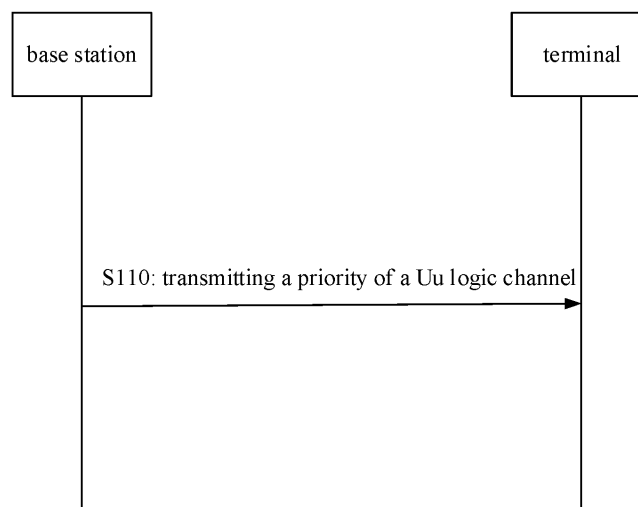 base station
terminal
S110: transmitting a priority of a Uu logic channel